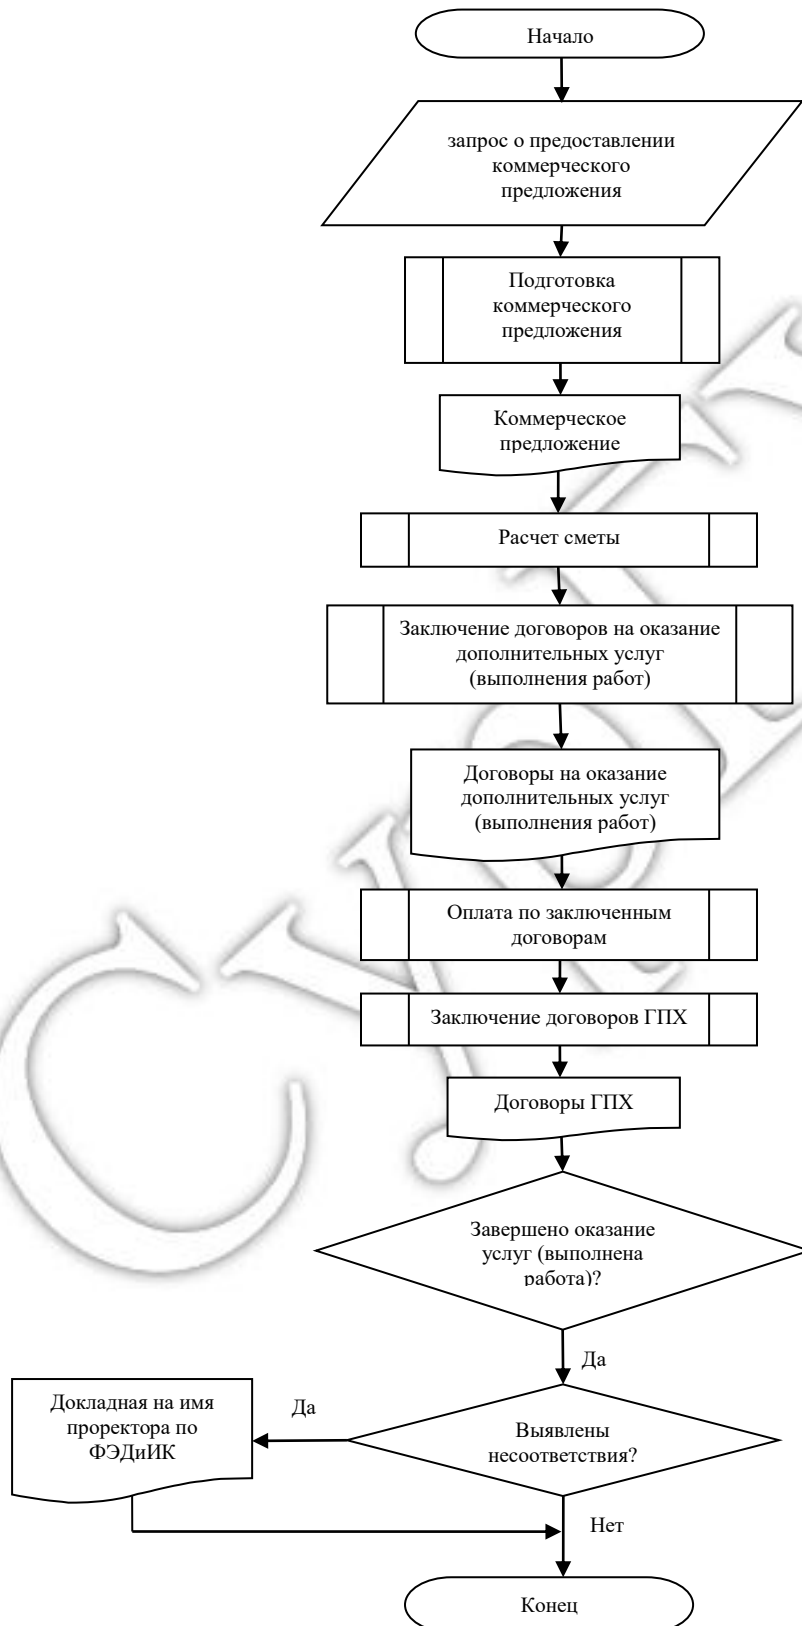 Начало
запрос о предоставлении
коммерческого
предложения
Подготовка
коммерческого
предложения
Коммерческое
предложение
Расчет сметы
Заключение договоров на оказание
дополнительных услуг
(выполнения работ)
Договоры на оказание
дополнительных услуг
(выполнения работ)
Оплата по заключенным
договорам
Заключение договоров ГПХ
Договоры ГПХ
Завершено оказание
услуг (выполнена
работа)?
Да
Выявлены
несоответствия?
Да
Докладная на имя
проректора по
ФЭДиИК
Нет
Конец